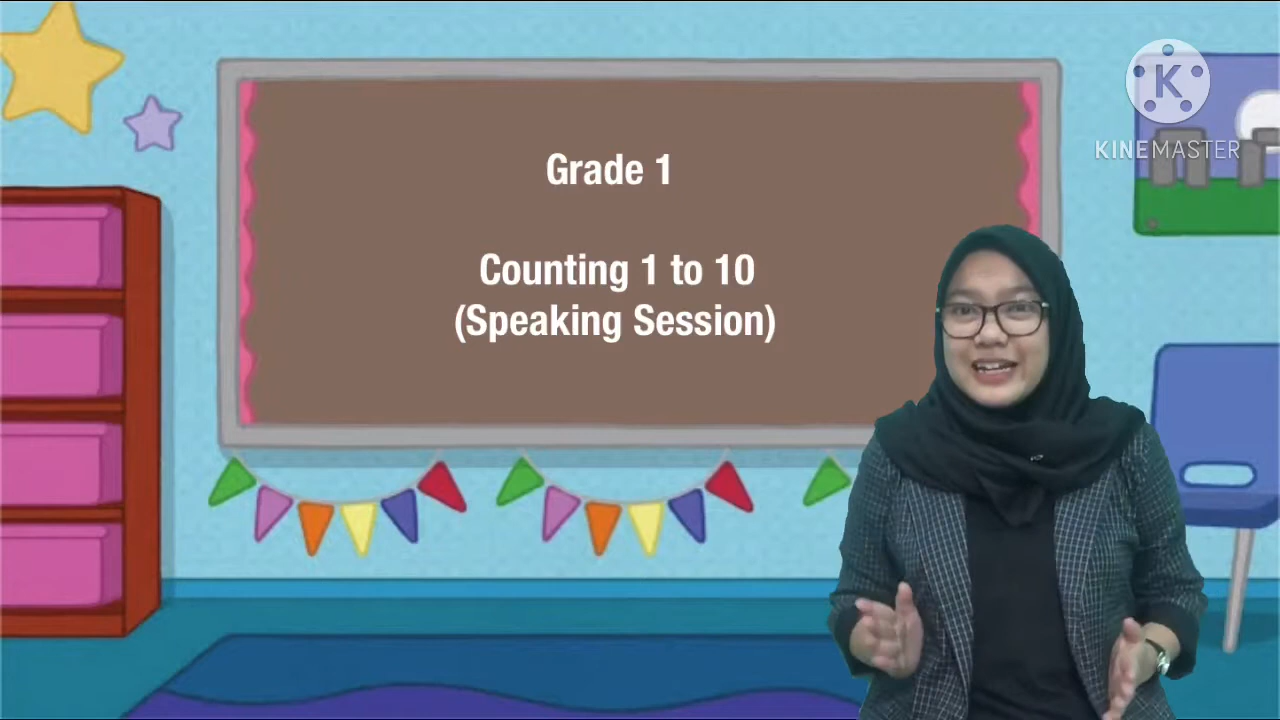 Grade 1
Counting 1 to 10
(Speaking Session)
K
KINEMASTER